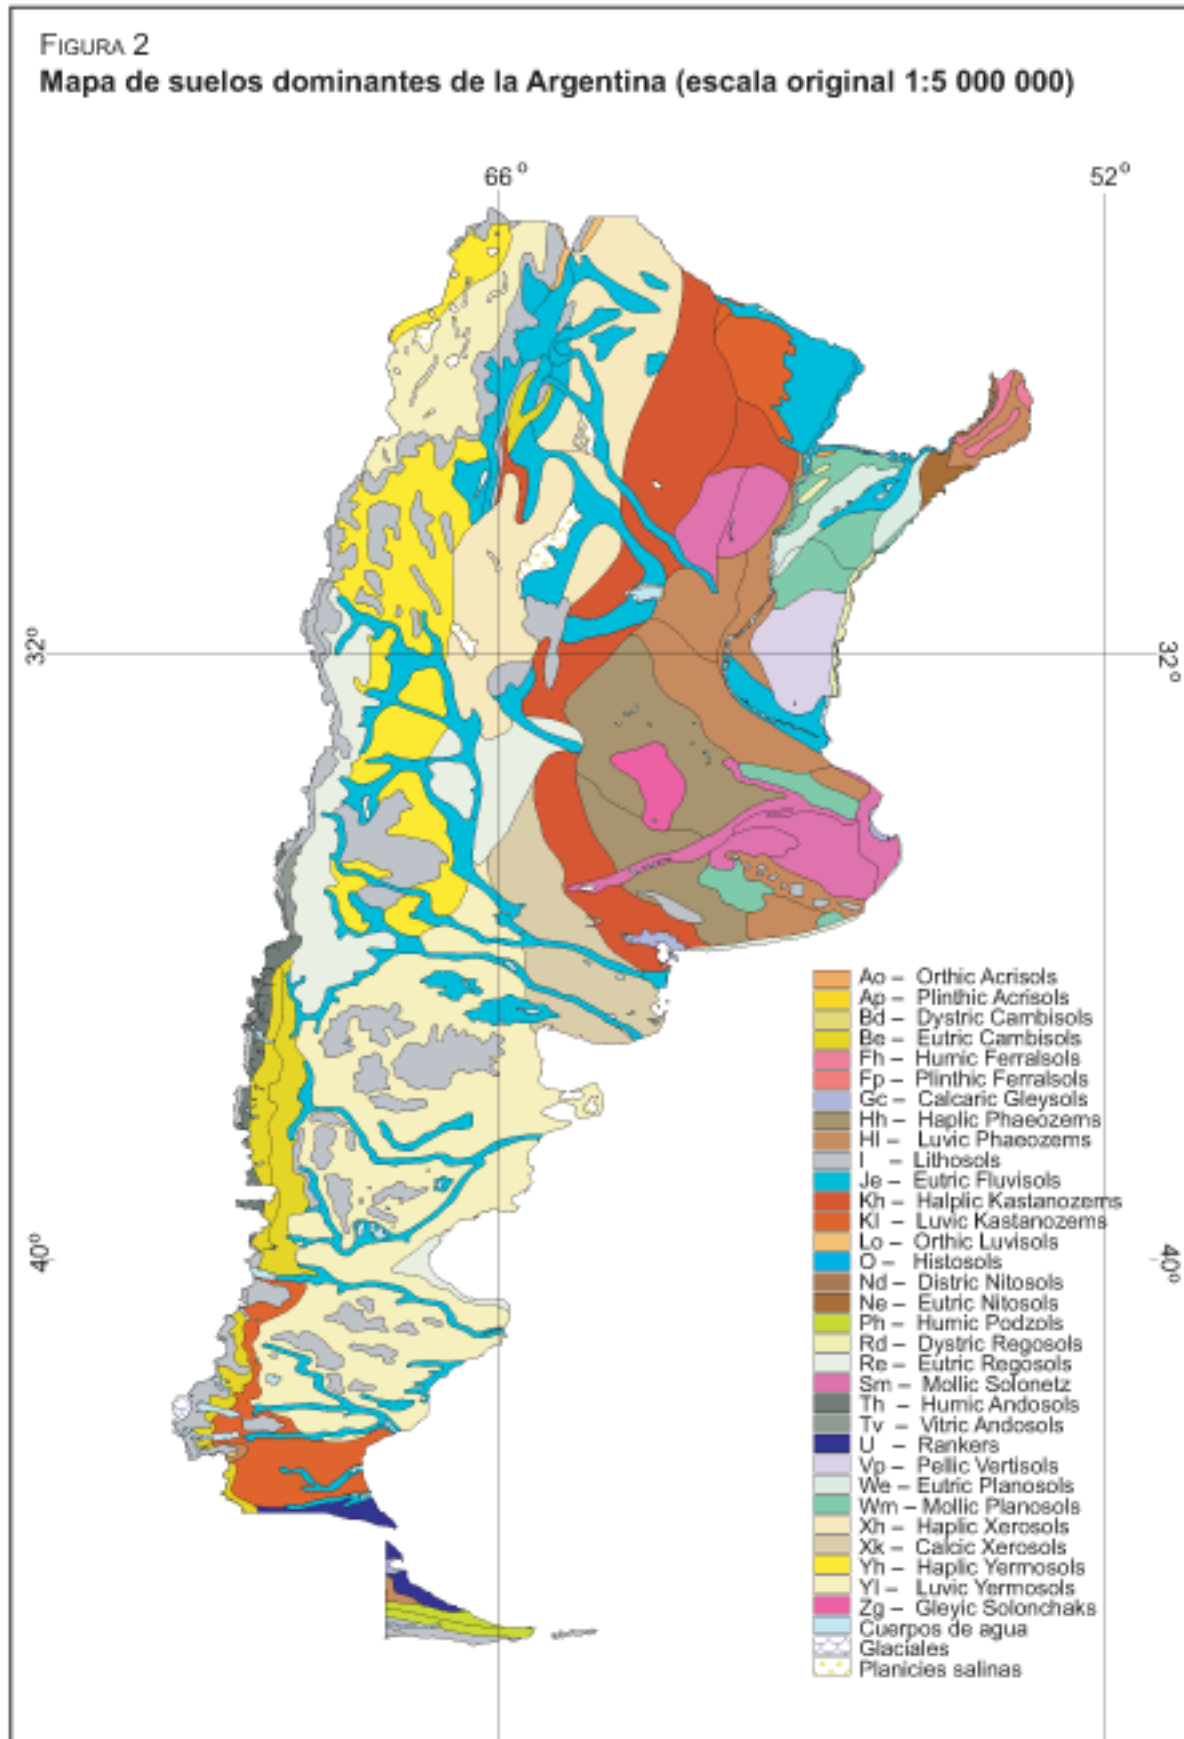 FIGURA 2
Mapa de suelos dominantes de la Argentina (escala original 1:5 000 000)
66°
52°
32°
32°
40°
40°
Ao – Orthic Acrisols
Ap – Plinthic Acrisols
Bd – Dystric Cambisols
Be – Eutric Cambisols
Fh – Humic Ferralsols
Fp – Plinthic Ferralsols
Gc – Calcaric Gleysols
Hh – Haplic Phaeozems
Hl – Luvic Phaeozems
I – Lithosols
Je – Eutric Fluvisols
Kh – Halplic Kastanozems
Kl – Luvic Kastanozems
Lo – Orthic Luvisols
O – Histosols
Nd – Distric Nitosols
Ne – Eutric Nitosols
Ph – Humic Podzols
Rd – Dystric Regosols
Re – Eutric Regosols
Sm – Mollic Solonetz
Th – Humic Andosols
Tv – Vitric Andosols
U – Rankers
Vp – Pellic Vertisols
We – Eutric Planosols
Wm – Mollic Planosols
Xh – Haplic Xerosols
Xk – Calcic Xerosols
Yh – Haplic Yermosols
Yl – Luvic Yermosols
Zg – Gleyic Solonchaks
Cuerpos de agua
Glaciales
Planicies salinas